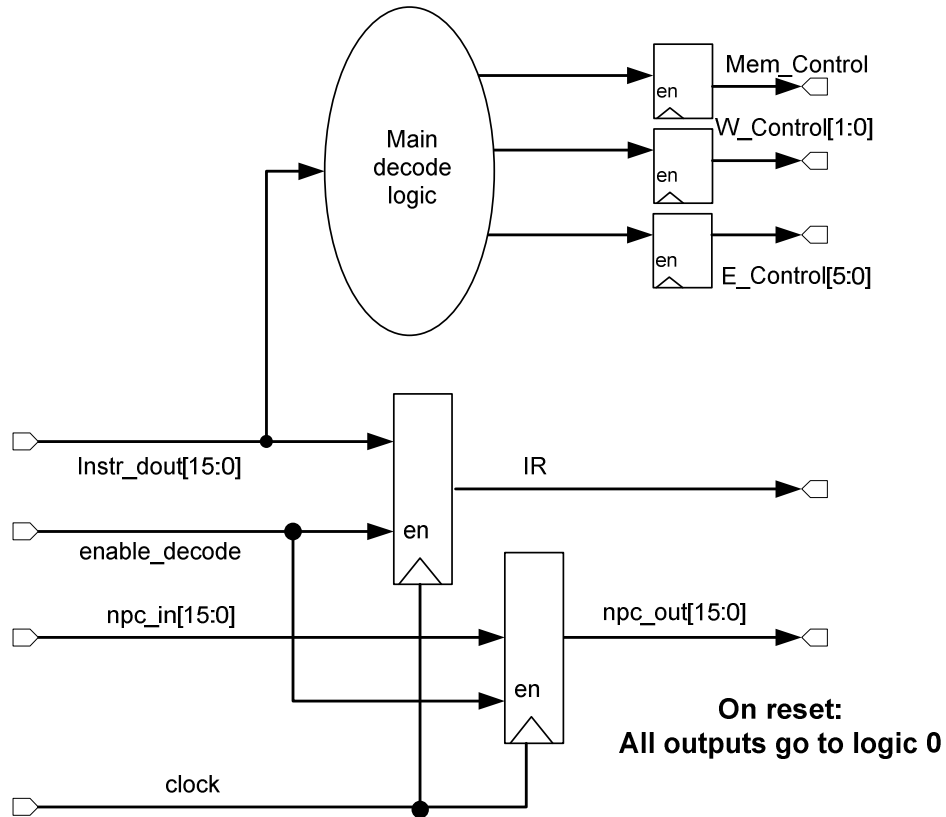 Mem_Control
en
Main
decode
logic
W_Control[1:0]
en
en
E_Control[5:0]
Instr_dout[15:0]
IR
en
enable_decode
npc_in[15:0]
npc_out[15:0]
en
On reset:
All outputs go to logic 0
clock